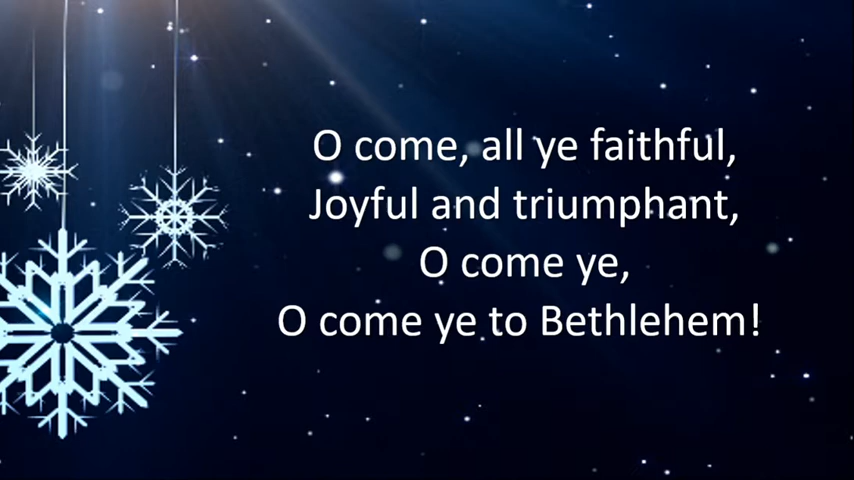 O come, all ye faithful,
Joyful and triumphant,
O come ye,
O come ye to Bethlehem!